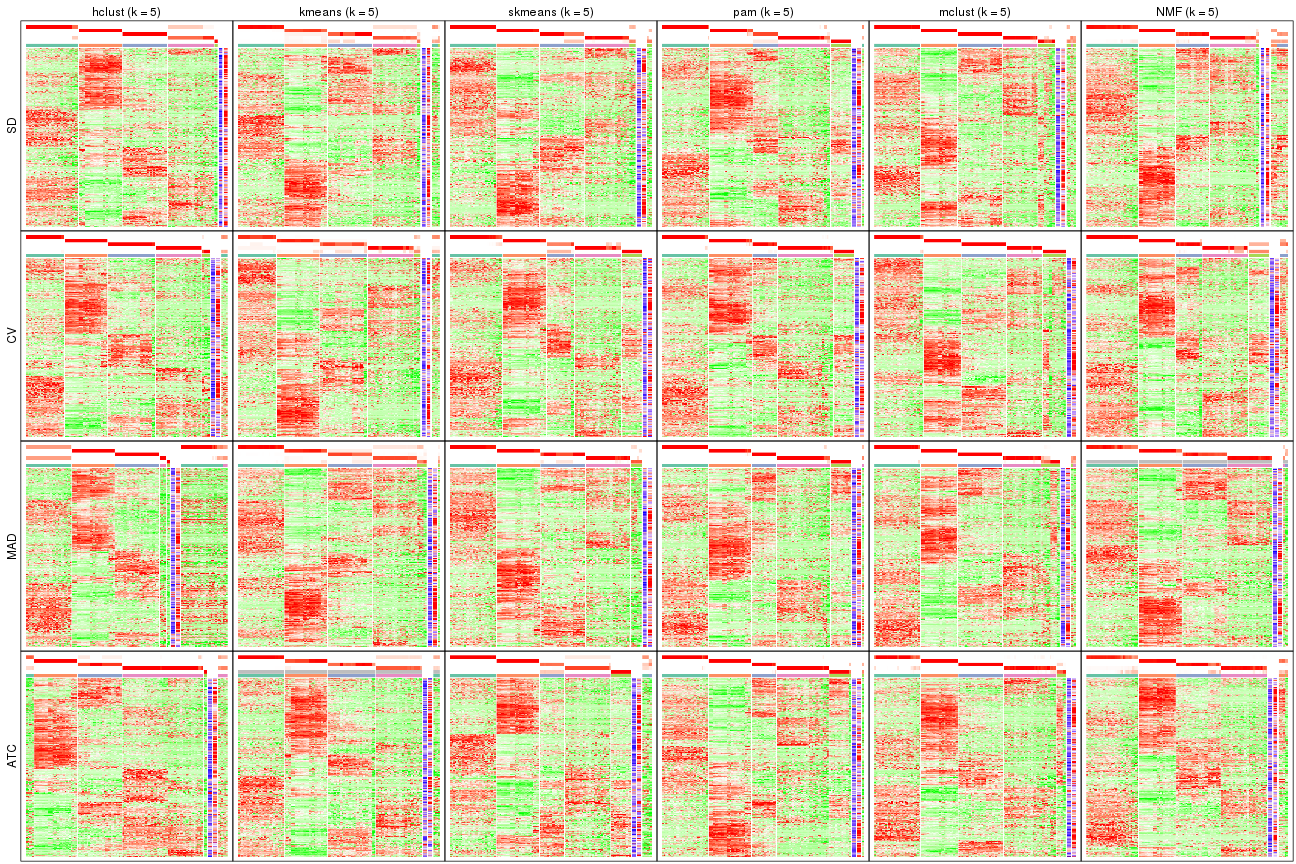 hclust (k = 5) kmeans (k = 5) skmeans (k = 5) pam (k = 5) mclust (k = 5) NMF (k = 5)
SD
CV
MAD
ATC